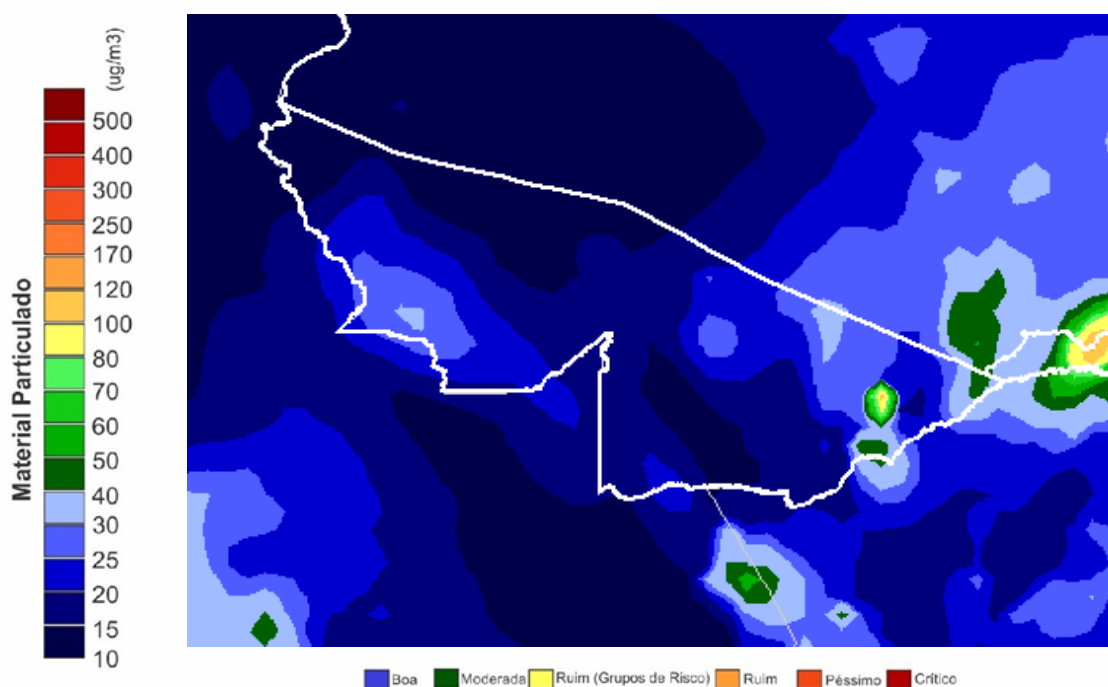 (ug/m3)
Material Particulado
500
400
300
250
170
120
100
80
70
60
50
40
30
25
20
15
10
Boa
Moderada
Ruim (Grupos de Risco)
Ruim
Péssimo
Crítico